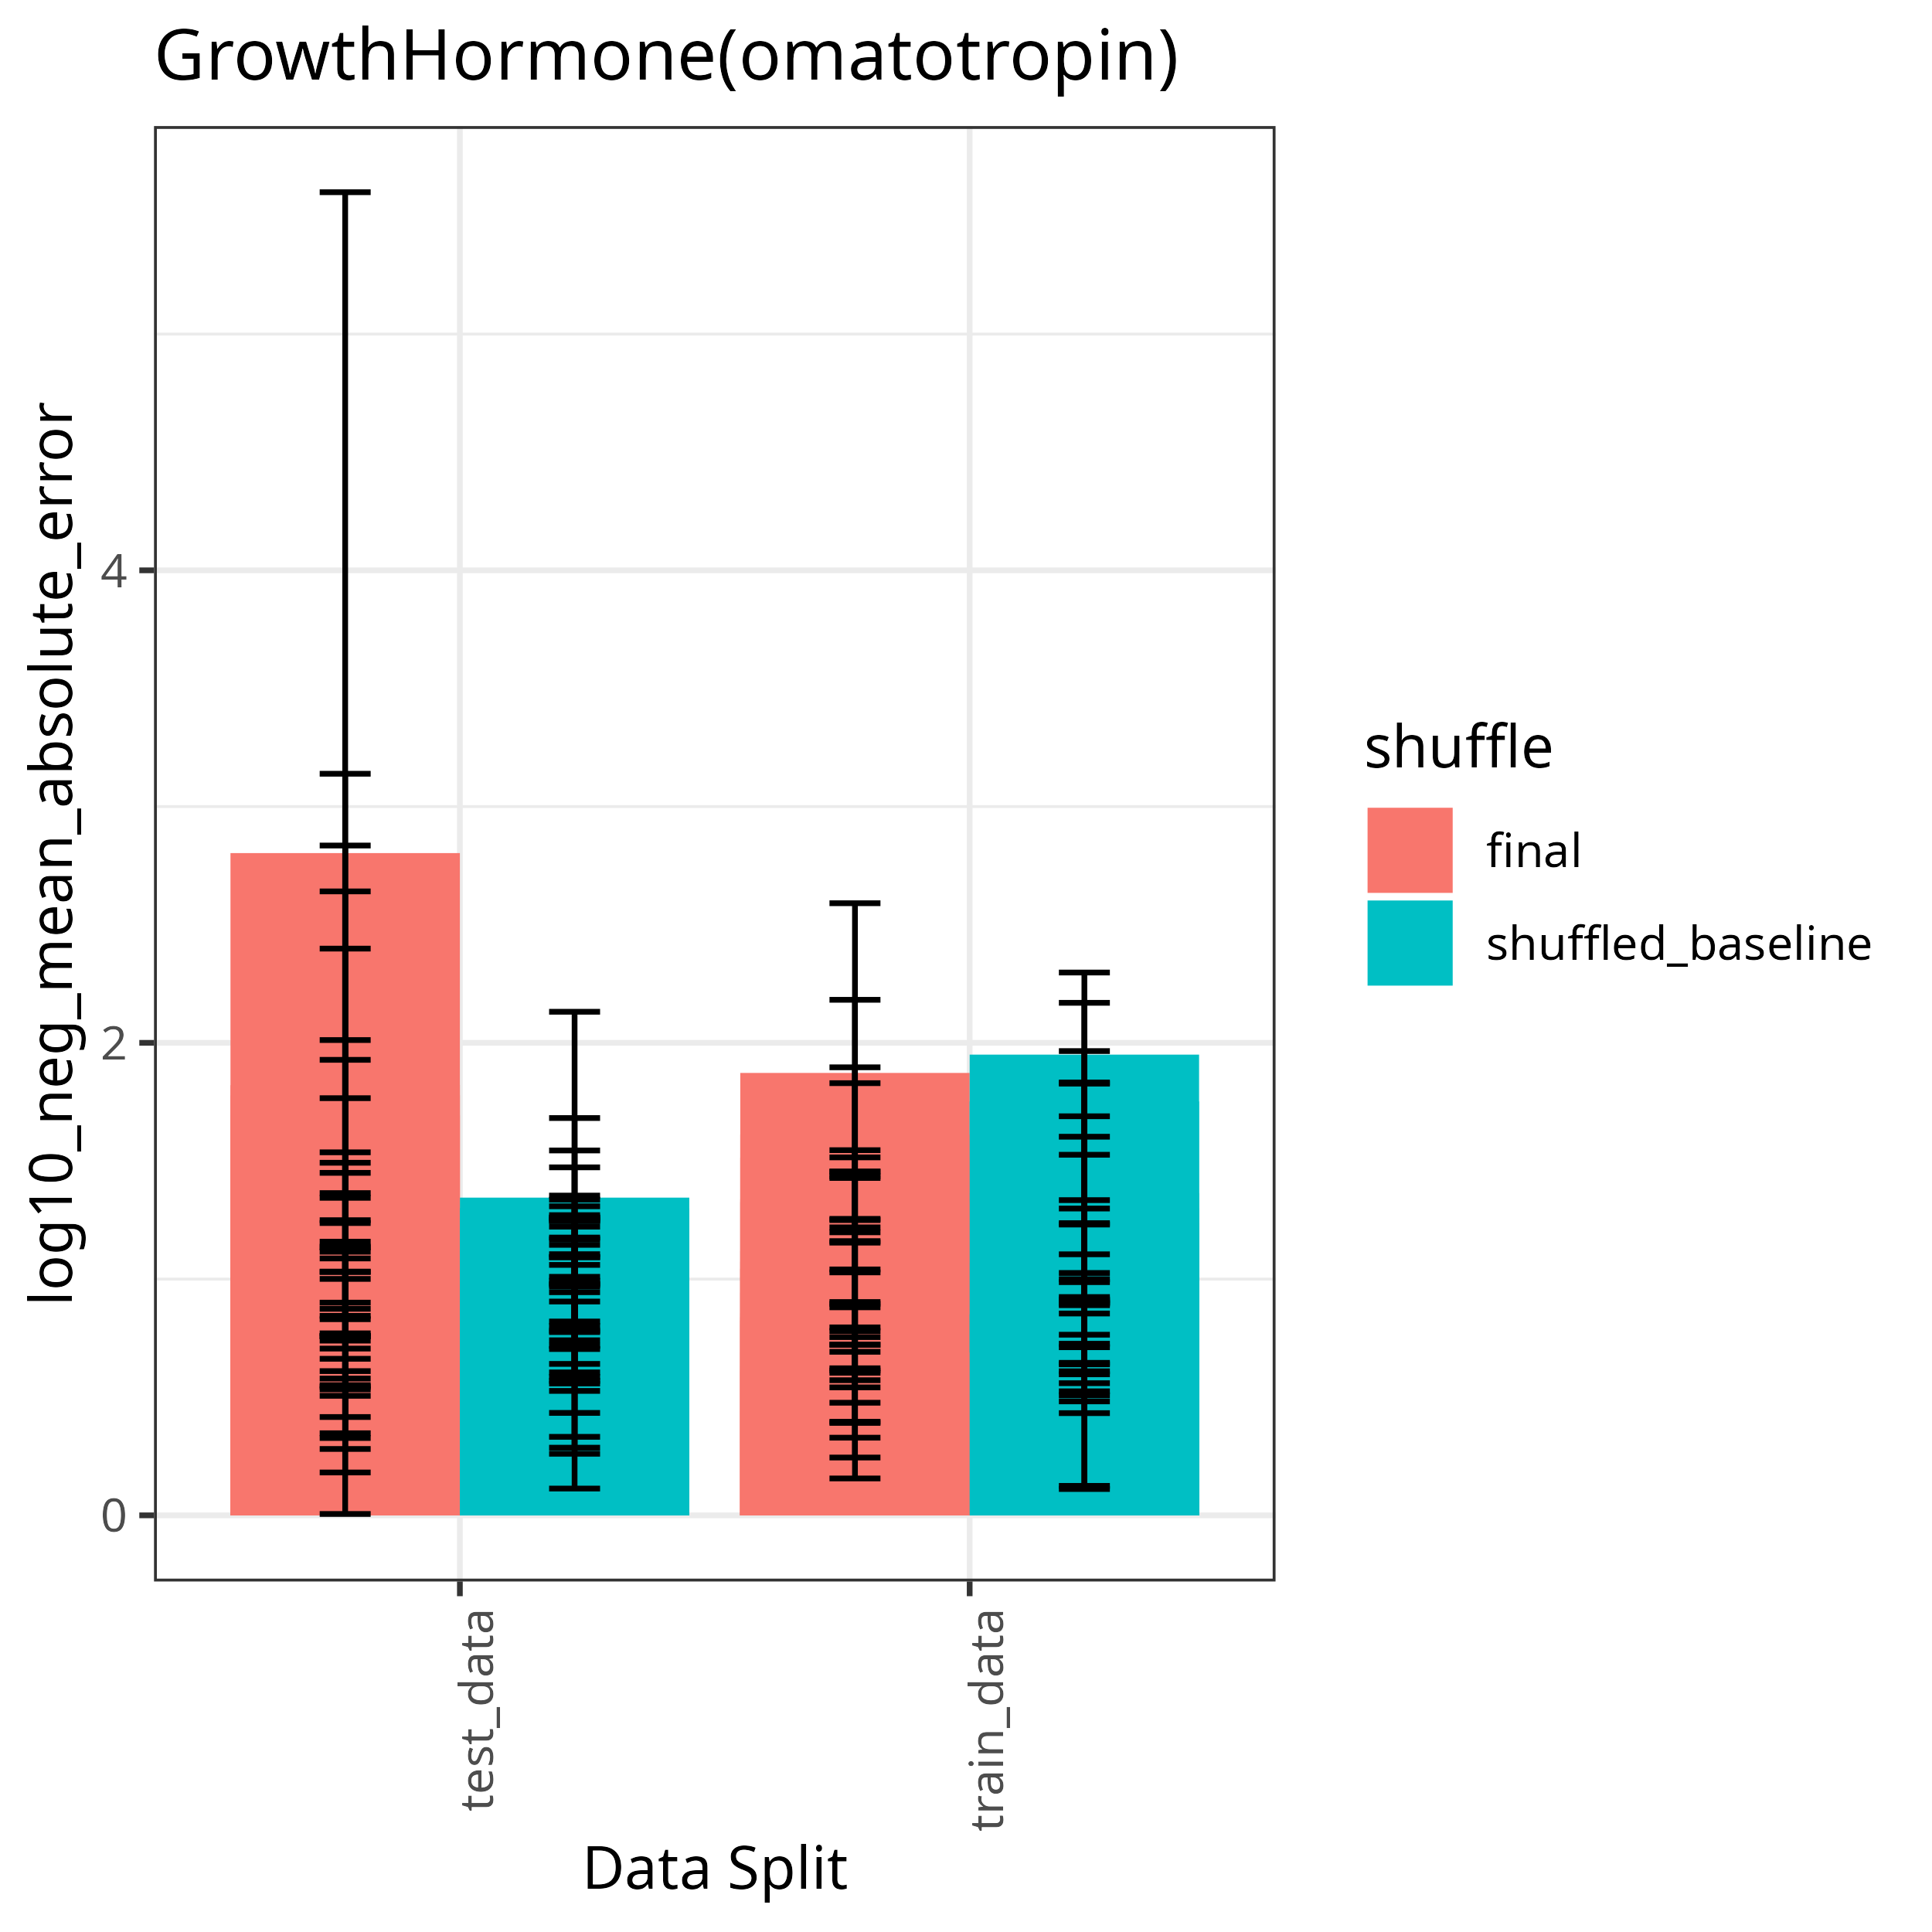 GrowthHormone(omatotropin)
log10_neg_mean_absolute_error
4
2
0
test_data
train_data
Data Split
shuffle
final
shuffled_baseline